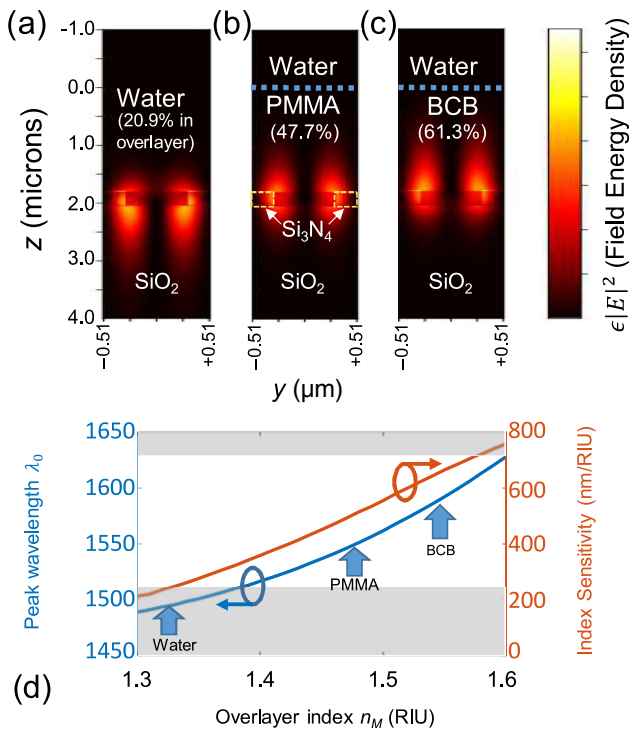 (a) (b) (c)
-1.0
0.0
1.0
2.0
3.0
4.0
z (microns)
Water
(20.9% in
overlayer)
SiO2
Water
PMMA
(47.7%)
Si3N4
SiO2
Water
BCB
(61.3%)
SiO2
−0.51 +0.51 −0.51 +0.51 −0.51 +0.51
y (μm)
ϵ|E|² (Field Energy Density)
1650
1600
1550
1500
1450
Peak wavelength λ0
800
600
400
200
0
Index Sensitivity (nm/RIU)
Water
PMMA
BCB
1.3 1.4 1.5 1.6
(d)
Overlayer index nM (RIU)